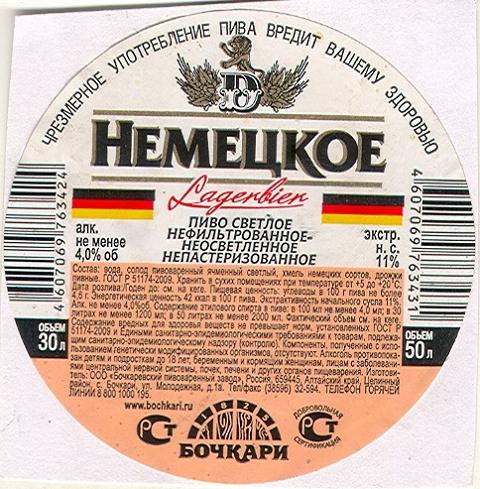 ЧРЕЗМЕРНОЕ УПОТРЕБЛЕНИЕ ПИВА ВРЕДИТ ВАШЕМУ ЗДОРОВЬЮ
НЕМЕЦКОЕ
Lagerbier
ПИВО СВЕТЛОЕ
НЕФИЛЬТРОВАННОЕ-
НЕОСВЕТЛЕННОЕ
НЕПАСТЕРИЗОВАННОЕ
алк.
не менее
4,0% об
экстр.
н. с.
11%
4607069763424
4607069763431
ОБЪЕМ
30 л
ОБЪЕМ
50 л
Состав: вода, солод пивоваренный ячменный светлый, хмель немецких сортов, дрожжи
пивные. ГОСТ Р 51174-2009. Хранить в сухих помещениях при температуре от +5 до +20°С.
Дата розлива:Годен до:см. на кеге. Пищевая ценность: углеводы в 100 г пива не более
4,6 г. Энергетическая ценность 42 ккал в 100 г пива. Экстрактивность начального сусла 11%
Алк. не менее 4,0%об. Содержание этилового спирта в пиве: в 100 мл не менее 4,0 мл; в 30
литрах не менее 1200 мл; в 50 литрах не менее 2000 мл. Фактический объем см. на кеге.
Содержание вредных для здоровья веществ не превышает норм, установленных ГОСТ Р
51174-2009 и Едиными санитарно-эпидемиологическими требованиями к товарам, подлежа-
щим санитарно-эпидемиологическому надзору (контролю). Компоненты, полученные с испо-
льзованием генетически модифицированных организмов, отсутствуют. Алкоголь противопока-
зан детям и подросткам до 18 лет, беременным и кормящим женщинам, лицам с заболевани-
ями центральной нервной системы, почек, печени и других органов пищеварения. Изготови-
тель: ООО «Бочкаревский пивоваренный завод», Россия, 659445, Алтайский край, Целинный
район, с. Бочкари, ул. Молодежная, д.1а. Тел/факс (38596) 32-594. ТЕЛЕФОН ГОРЯЧЕЙ
ЛИНИИ 8 800 1000 195.
www.bochkari.ru
1825
РСТ
БОЧКАРИ
ДОБРОВОЛЬНАЯ
РСТ
СЕРТИФИКАЦИЯ